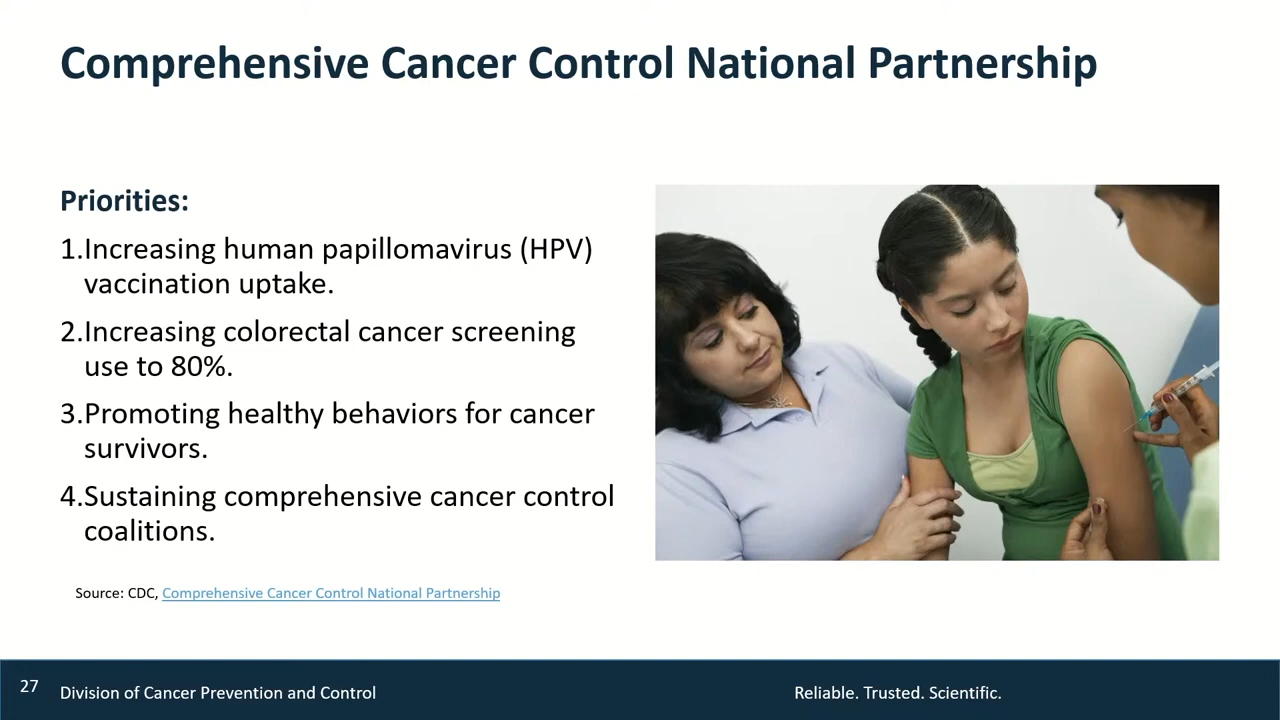 Comprehensive Cancer Control National Partnership
Priorities:
1.Increasing human papillomavirus (HPV)
vaccination uptake.
2.Increasing colorectal cancer screening
use to 80%.
3.Promoting healthy behaviors for cancer
survivors.
4.Sustaining comprehensive cancer control
coalitions.
Source: CDC, Comprehensive Cancer Control National Partnership
27
Division of Cancer Prevention and Control
Reliable. Trusted. Scientific.